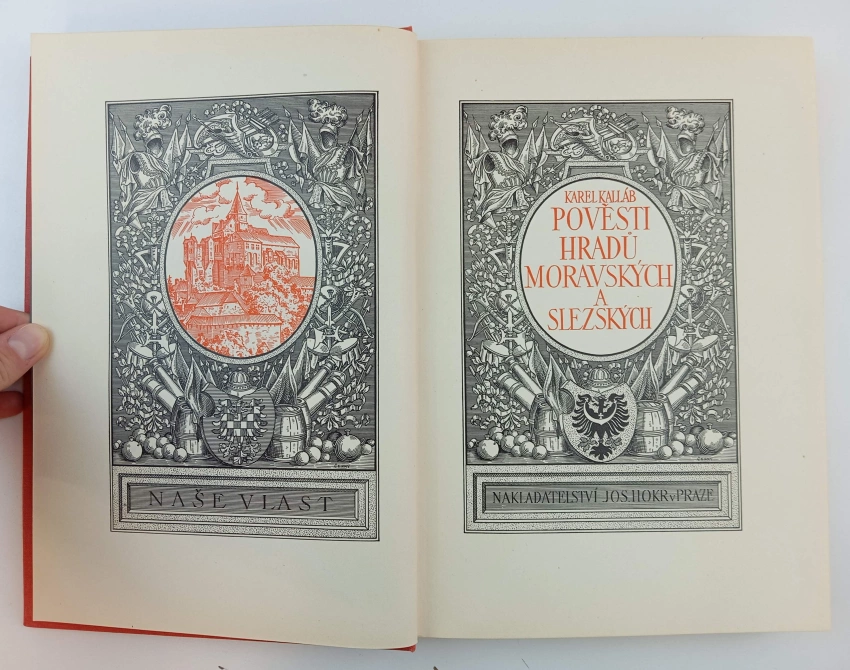 NAŠE VLAST
KAREL KALLÁB
POVĚSTI
HRADŮ
MORAVSKÝCH
A
SLEZSKÝCH
NAKLADATELSTVÍ JOS. HOKR V PRAZE